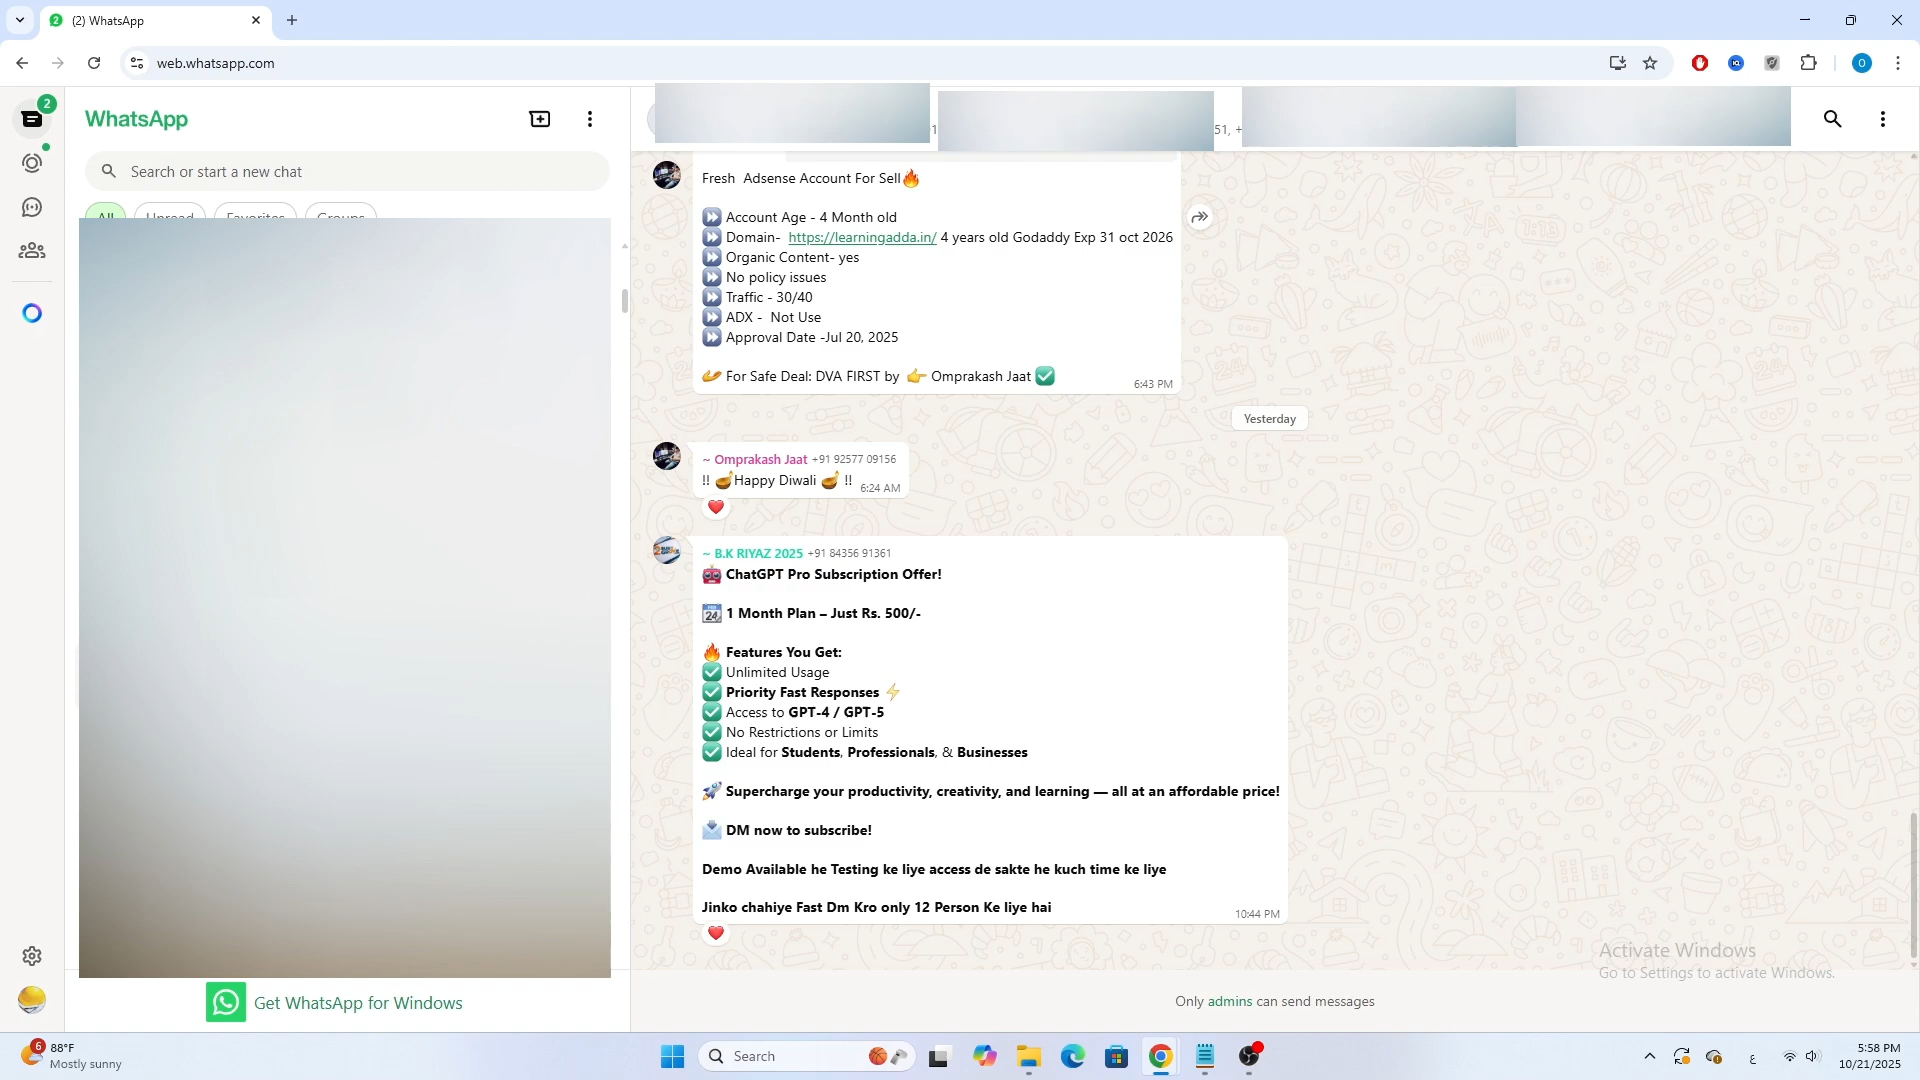 2
(2) WhatsApp
web.whatsapp.com
O
2
WhatsApp
Search or start a new chat
All Unread Favorites Groups
1
51, +
Fresh Adsense Account For Sell🔥
⏩ Account Age - 4 Month old
⏩ Domain- https://learningadda.in/ 4 years old Godaddy Exp 31 oct 2026
⏩ Organic Content- yes
⏩ No policy issues
⏩ Traffic - 30/40
⏩ ADX - Not Use
⏩ Approval Date -Jul 20, 2025
🤝 For Safe Deal: DVA FIRST by 👉 Omprakash Jaat ✅
6:43 PM
Yesterday
~ Omprakash Jaat +91 92577 09156
!! 🪔Happy Diwali 🪔 !!
6:24 AM
❤️
~ B.K RIYAZ 2025 +91 84356 91361
🤖 ChatGPT Pro Subscription Offer!
📅 1 Month Plan – Just Rs. 500/-
🔥 Features You Get:
✅ Unlimited Usage
✅ Priority Fast Responses ⚡
✅ Access to GPT-4 / GPT-5
✅ No Restrictions or Limits
✅ Ideal for Students, Professionals, & Businesses
🚀 Supercharge your productivity, creativity, and learning — all at an affordable price!
📩 DM now to subscribe!
Demo Available he Testing ke liye access de sakte he kuch time ke liye
Jinko chahiye Fast Dm Kro only 12 Person Ke liye hai
10:44 PM
❤️
Activate Windows
Go to Settings to activate Windows.
Get WhatsApp for Windows
Only admins can send messages
6
88°F
Mostly sunny
Search
ع
5:58 PM
10/21/2025